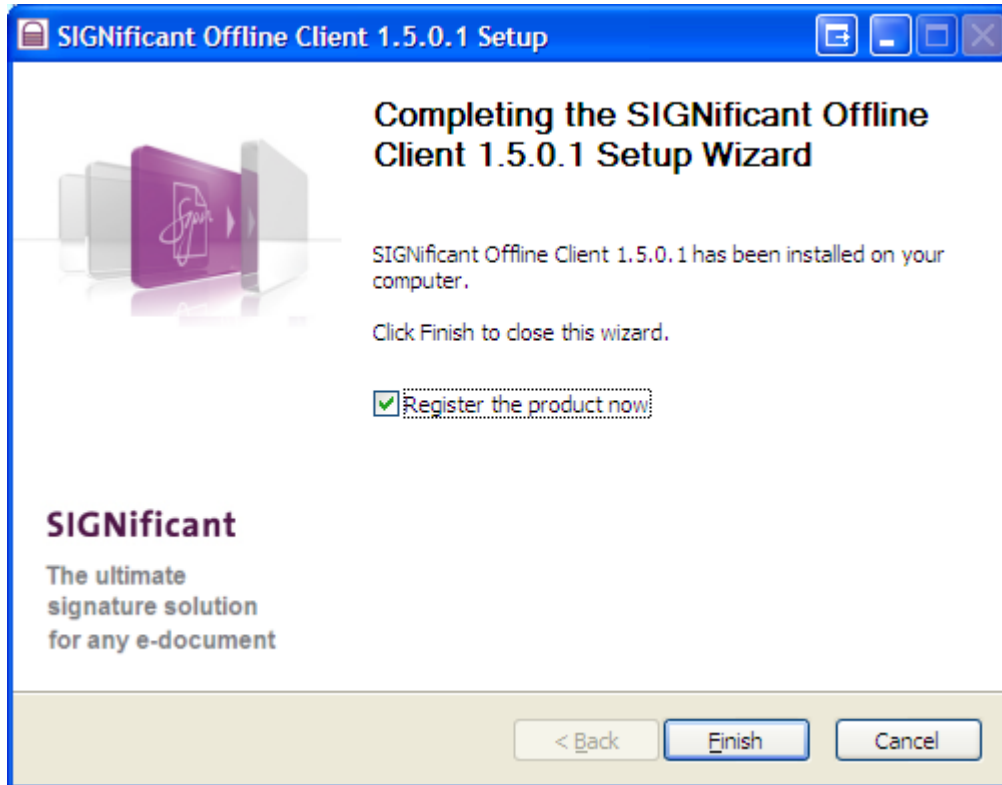 SIGNificant Offline Client 1.5.0.1 Setup
Completing the SIGNificant Offline
Client 1.5.0.1 Setup Wizard
SIGNificant Offline Client 1.5.0.1 has been installed on your
computer.
Click Finish to close this wizard.
Register the product now
SIGNificant
The ultimate
signature solution
for any e-document
< Back
Finish
Cancel